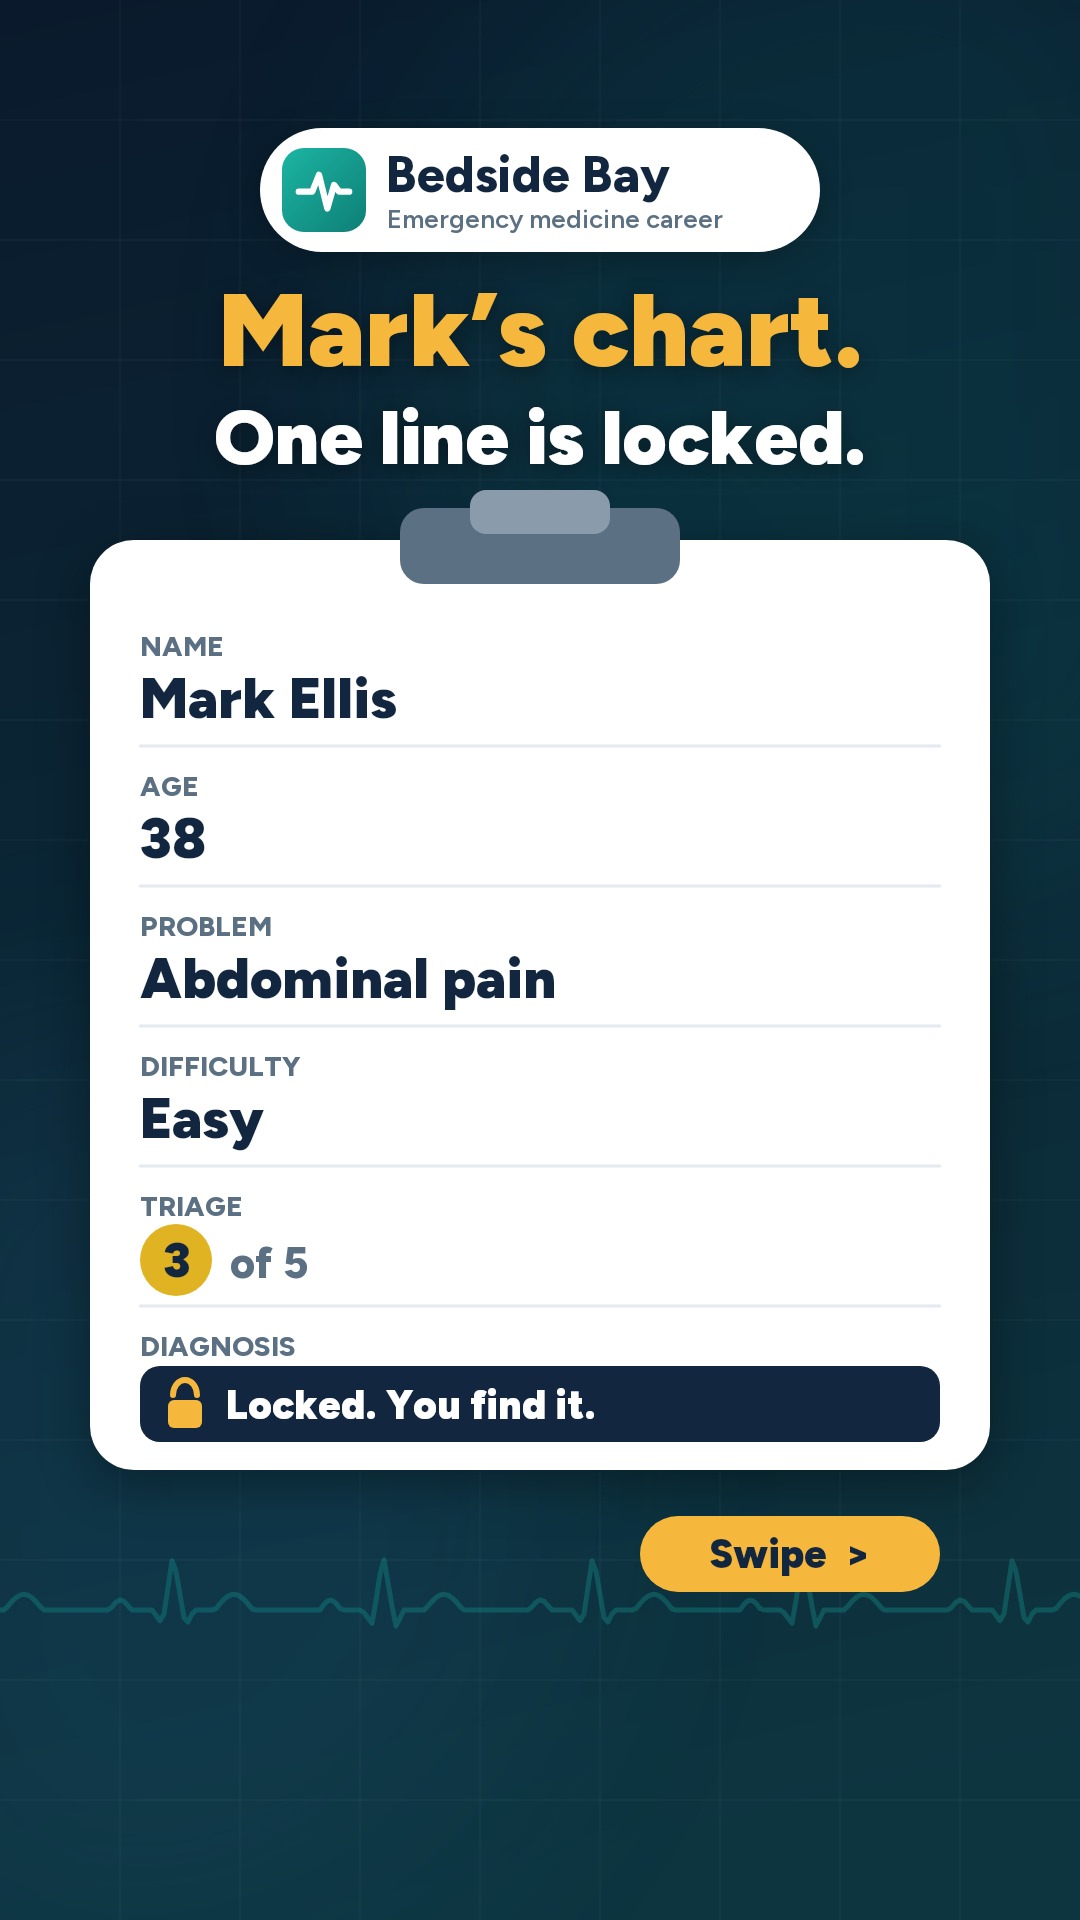 Bedside Bay
Emergency medicine career
Mark’s chart.
One line is locked.
NAME
Mark Ellis
AGE
38
PROBLEM
Abdominal pain
DIFFICULTY
Easy
TRIAGE
3 of 5
DIAGNOSIS
Locked. You find it.
Swipe >